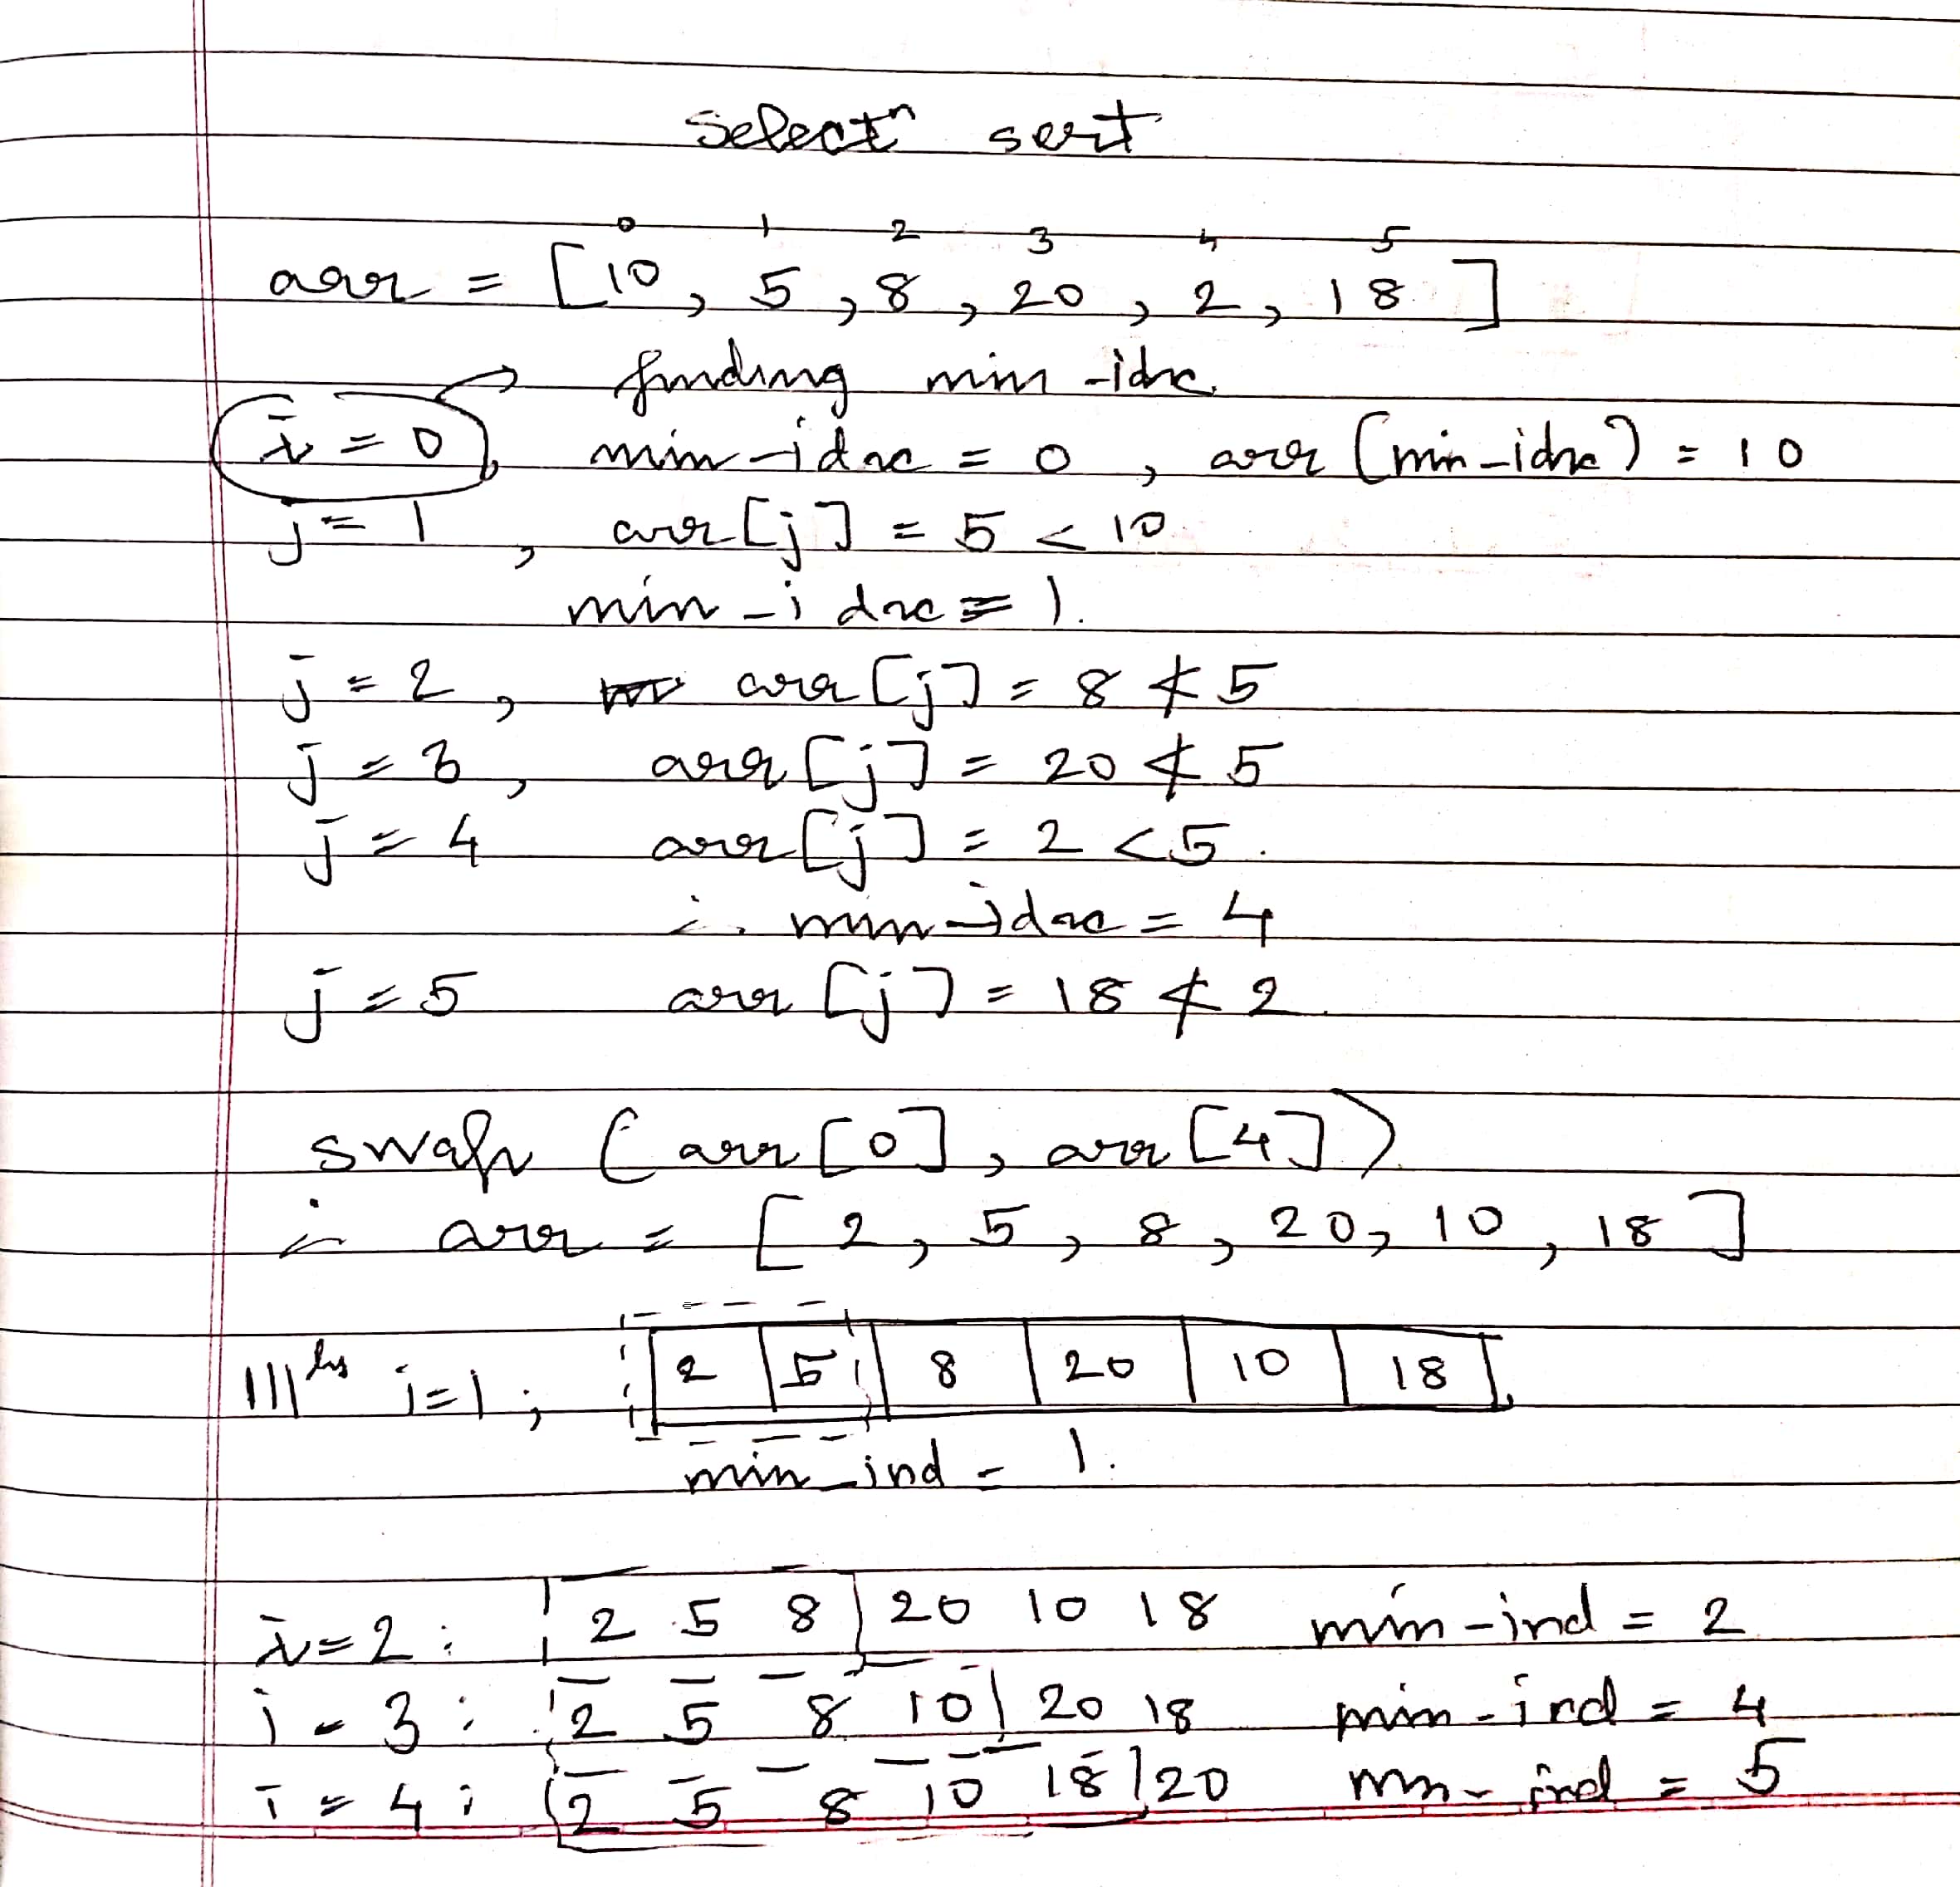 Selectⁿ sort
0 1 2 3 4 5
arr = [10, 5, 8, 20, 2, 18]
→ finding min-idx.
i = 0, min-idx = 0, arr (min-idx) = 10
j = 1, arr[j] = 5 < 10.
min-idx = 1.
j = 2, arr[j] = 8 ≮ 5
j = 3, arr[j] = 20 ≮ 5
j = 4 arr[j] = 2 < 5.
∴ min-idx = 4
j = 5 arr[j] = 18 ≮ 2.
swap (arr[0], arr[4])
∴ arr = [2, 5, 8, 20, 10, 18]
|||ly i=1; 2 | 5 | 8 | 20 | 10 | 18
min-ind = 1.
i=2: 2 5 8 | 20 10 18 min-ind = 2
i = 3: 2 5 8 10 | 20 18 min-ind = 4
i = 4: 2 5 8 10 18 | 20 min-ind = 5